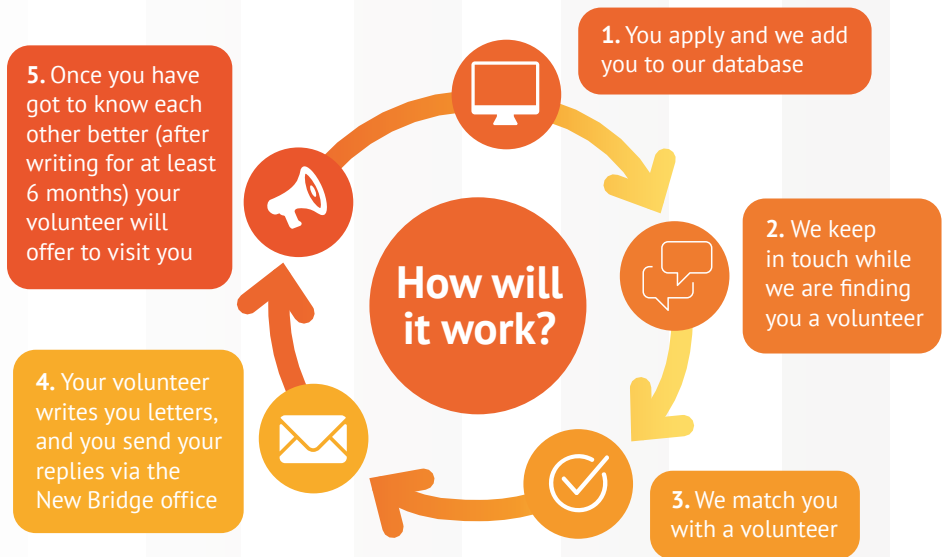 How will
it work?
1. You apply and we add
you to our database
2. We keep
in touch while
we are finding
you a volunteer
3. We match you
with a volunteer
4. Your volunteer
writes you letters,
and you send your
replies via the
New Bridge office
5. Once you have
got to know each
other better (after
writing for at least
6 months) your
volunteer will
offer to visit you